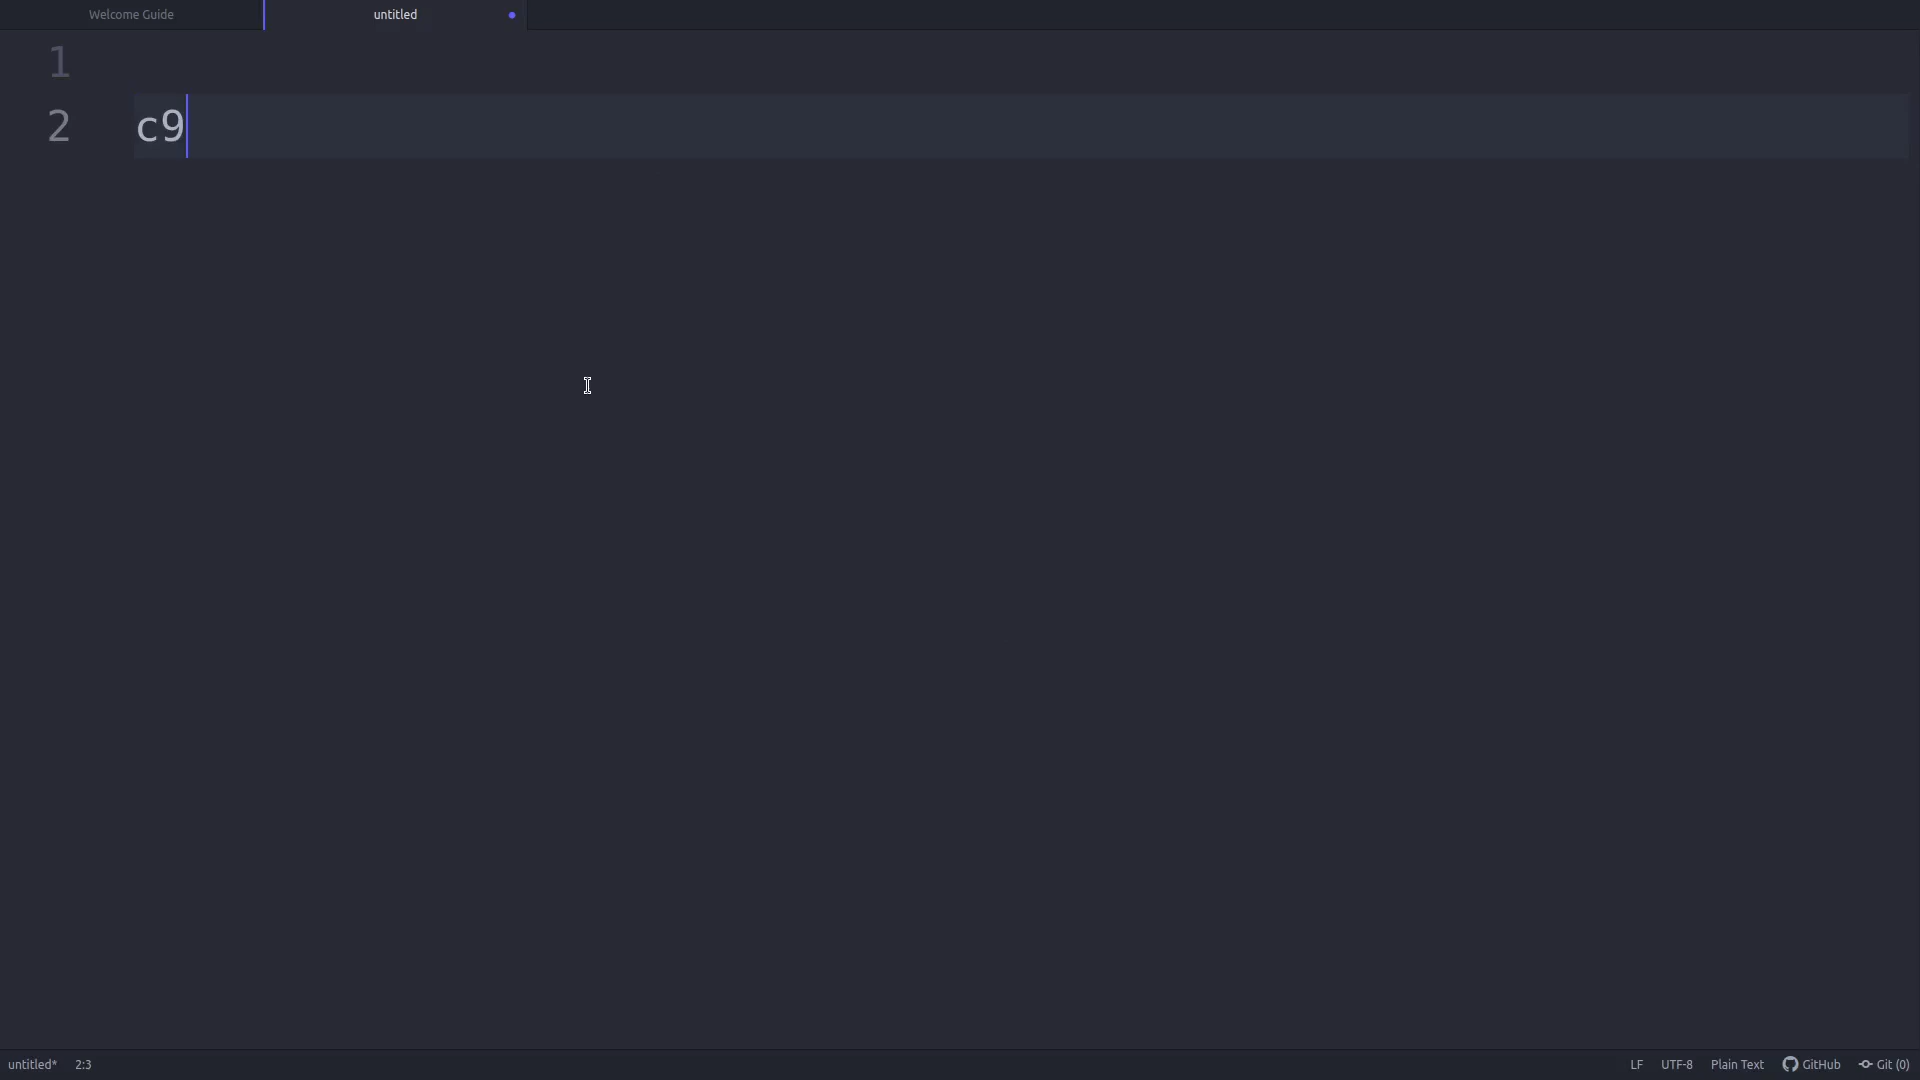 Welcome Guide
untitled
1
2 c9
untitled* 2:3
LF UTF-8 Plain Text GitHub Git (0)